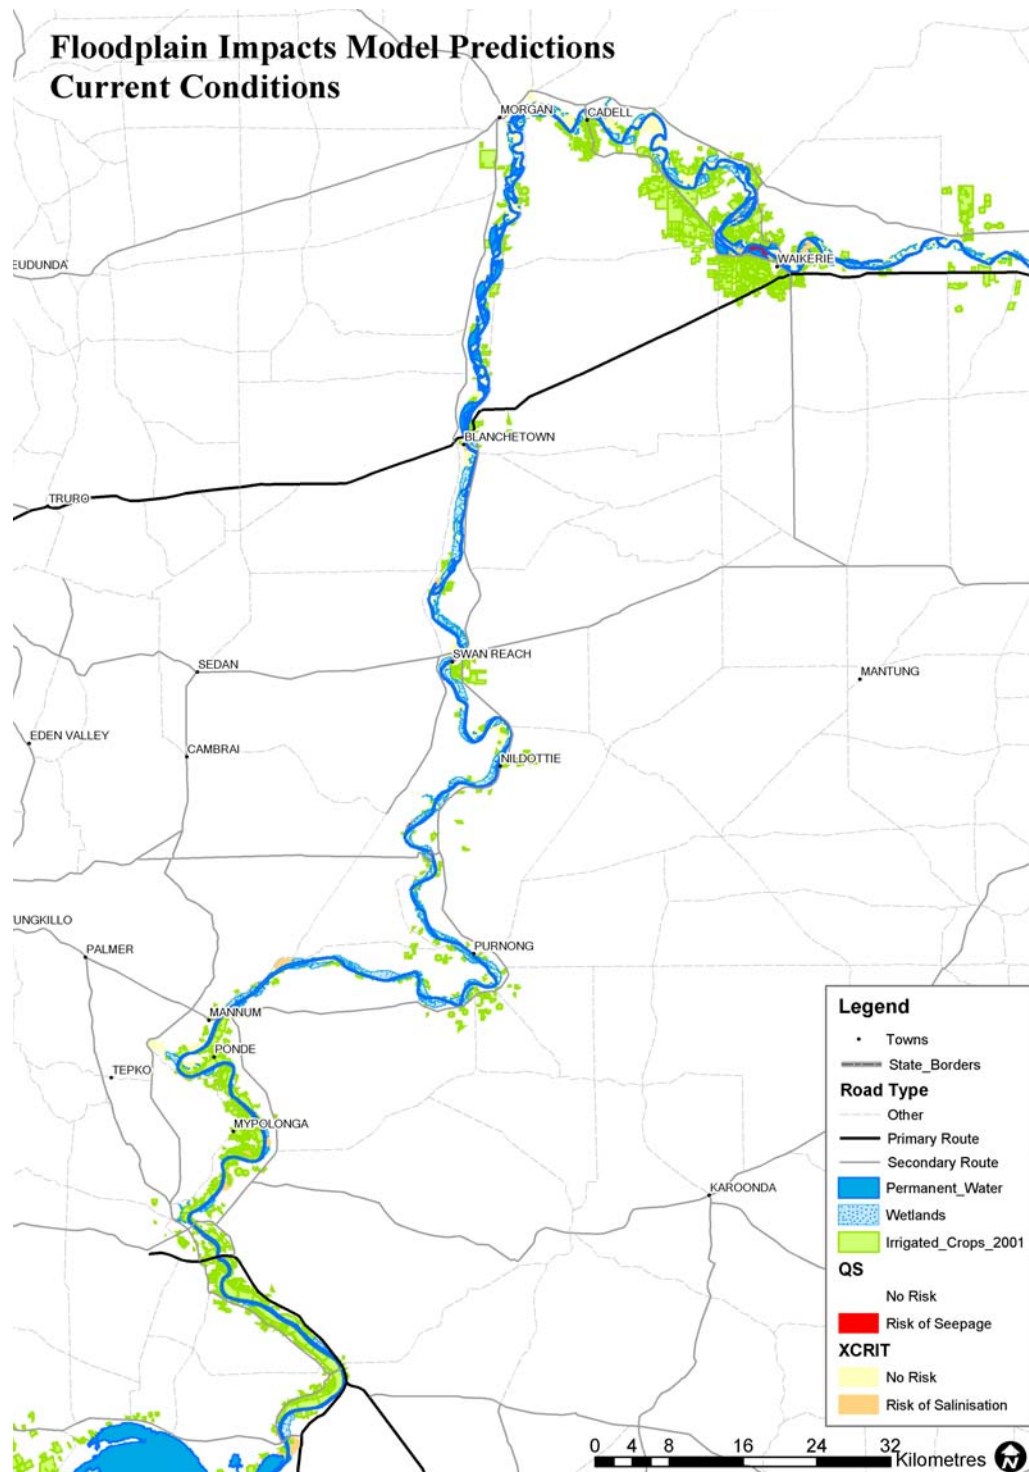 Floodplain Impacts Model Predictions
Current Conditions
MORGAN
CADELL
EUDUNDA
WAIKERIE
BLANCHETOWN
TRURO
SWAN REACH
SEDAN
MANTUNG
EDEN VALLEY
CAMBRAI
NILDOTTIE
UNGKILLO
PALMER
PURNONG
MANNUM
PONDE
TEPKO
MYPOLONGA
KAROONDA
Legend
Towns
State_Borders
Road Type
Other
Primary Route
Secondary Route
Permanent_Water
Wetlands
Irrigated_Crops_2001
QS
No Risk
Risk of Seepage
XCRIT
No Risk
Risk of Salinisation
0 4 8 16 24 32
Kilometres
N